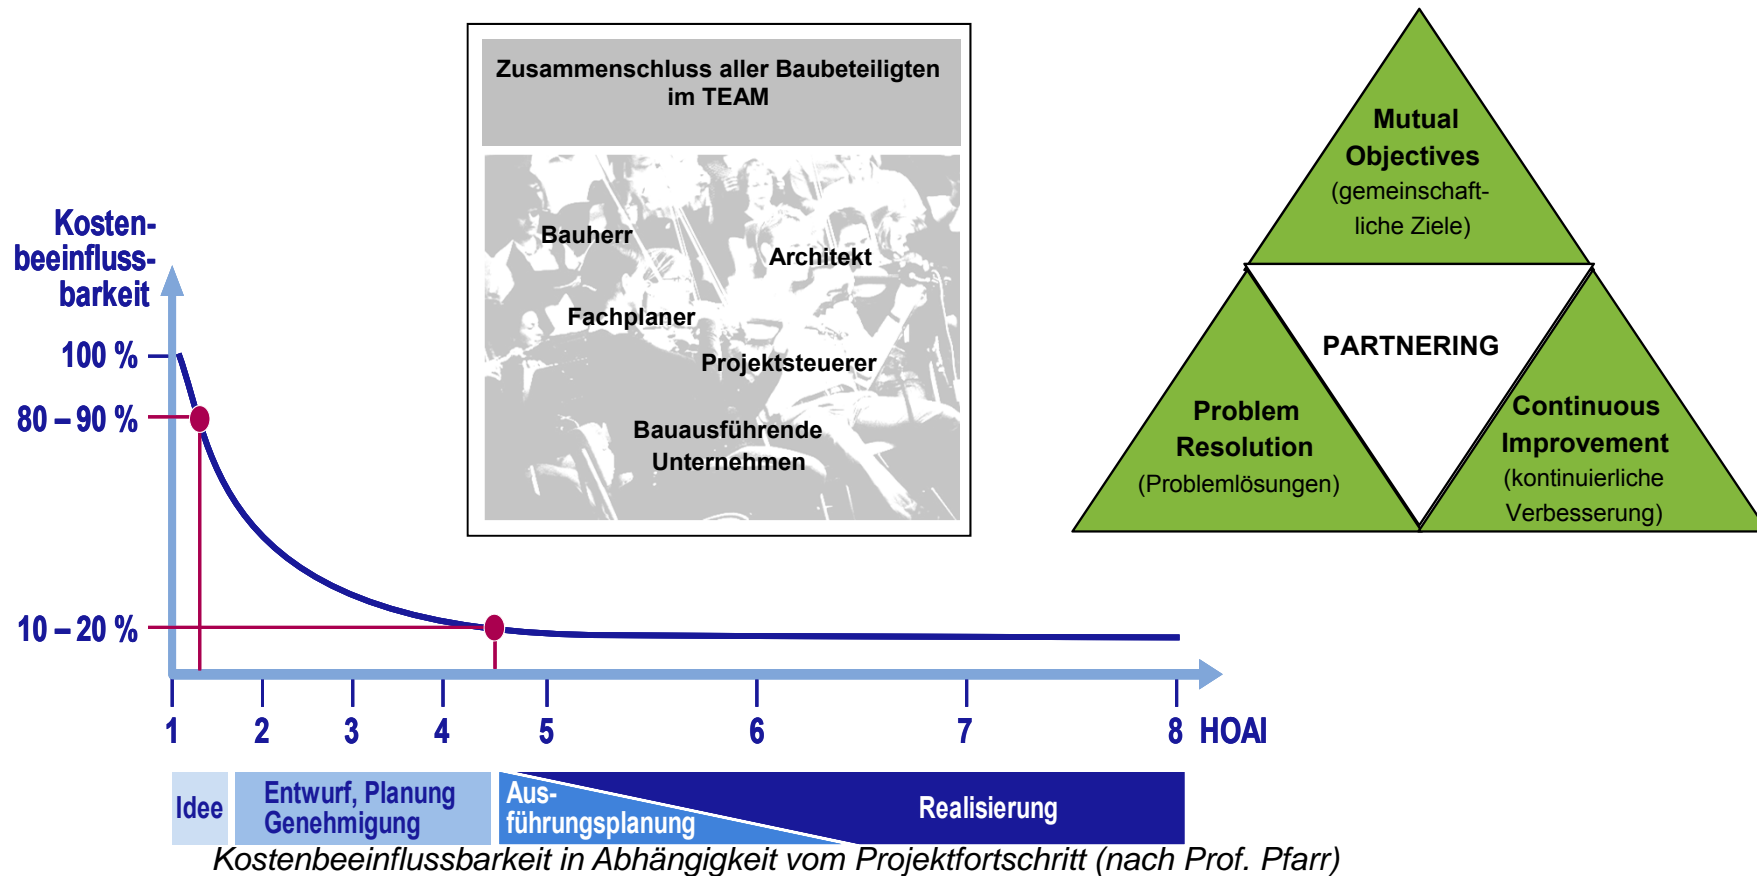 Zusammenschluss aller Baubeteiligten
im TEAM
Bauherr
Architekt
Fachplaner
Projektsteuerer
Bauausführende
Unternehmen
Mutual
Objectives
(gemeinschaft-
liche Ziele)
PARTNERING
Problem
Resolution
(Problemlösungen)
Continuous
Improvement
(kontinuierliche
Verbesserung)
Kosten-
beeinfluss-
barkeit
100 %
80 – 90 %
10 – 20 %
1 2 3 4 5 6 7 8 HOAI
Idee
Entwurf, Planung
Genehmigung
Aus-
führungsplanung
Realisierung
Kostenbeeinflussbarkeit in Abhängigkeit vom Projektfortschritt (nach Prof. Pfarr)